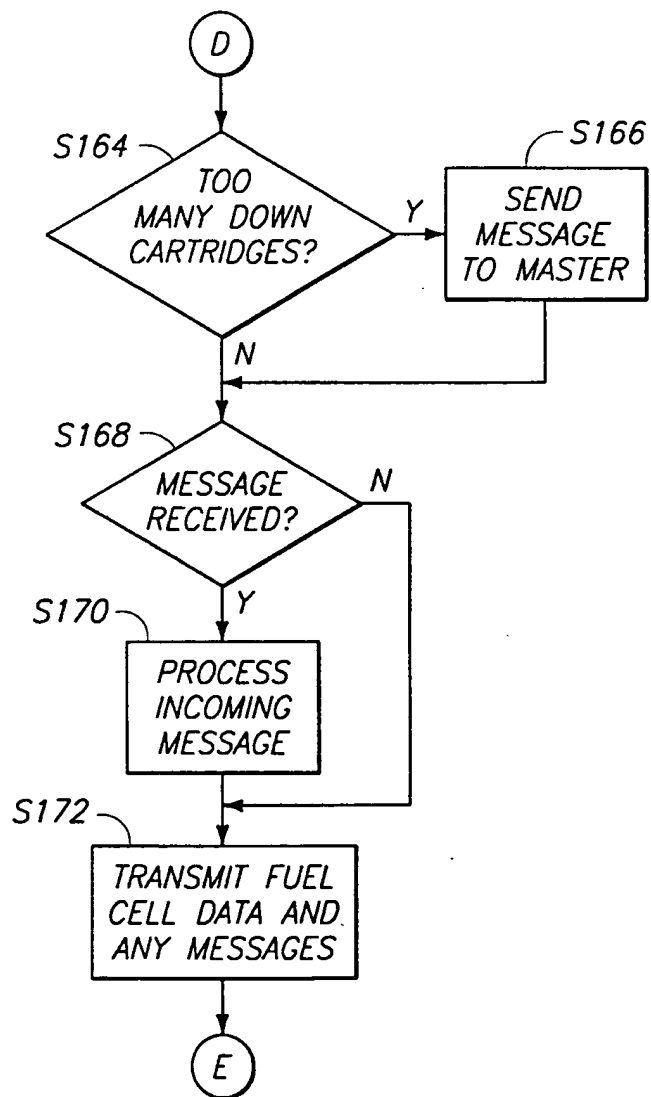 D
S164
TOO
MANY DOWN
CARTRIDGES?
Y
S166
SEND
MESSAGE
TO MASTER
N
S168
MESSAGE
RECEIVED?
N
Y
S170
PROCESS
INCOMING
MESSAGE
S172
TRANSMIT FUEL
CELL DATA AND
ANY MESSAGES
E